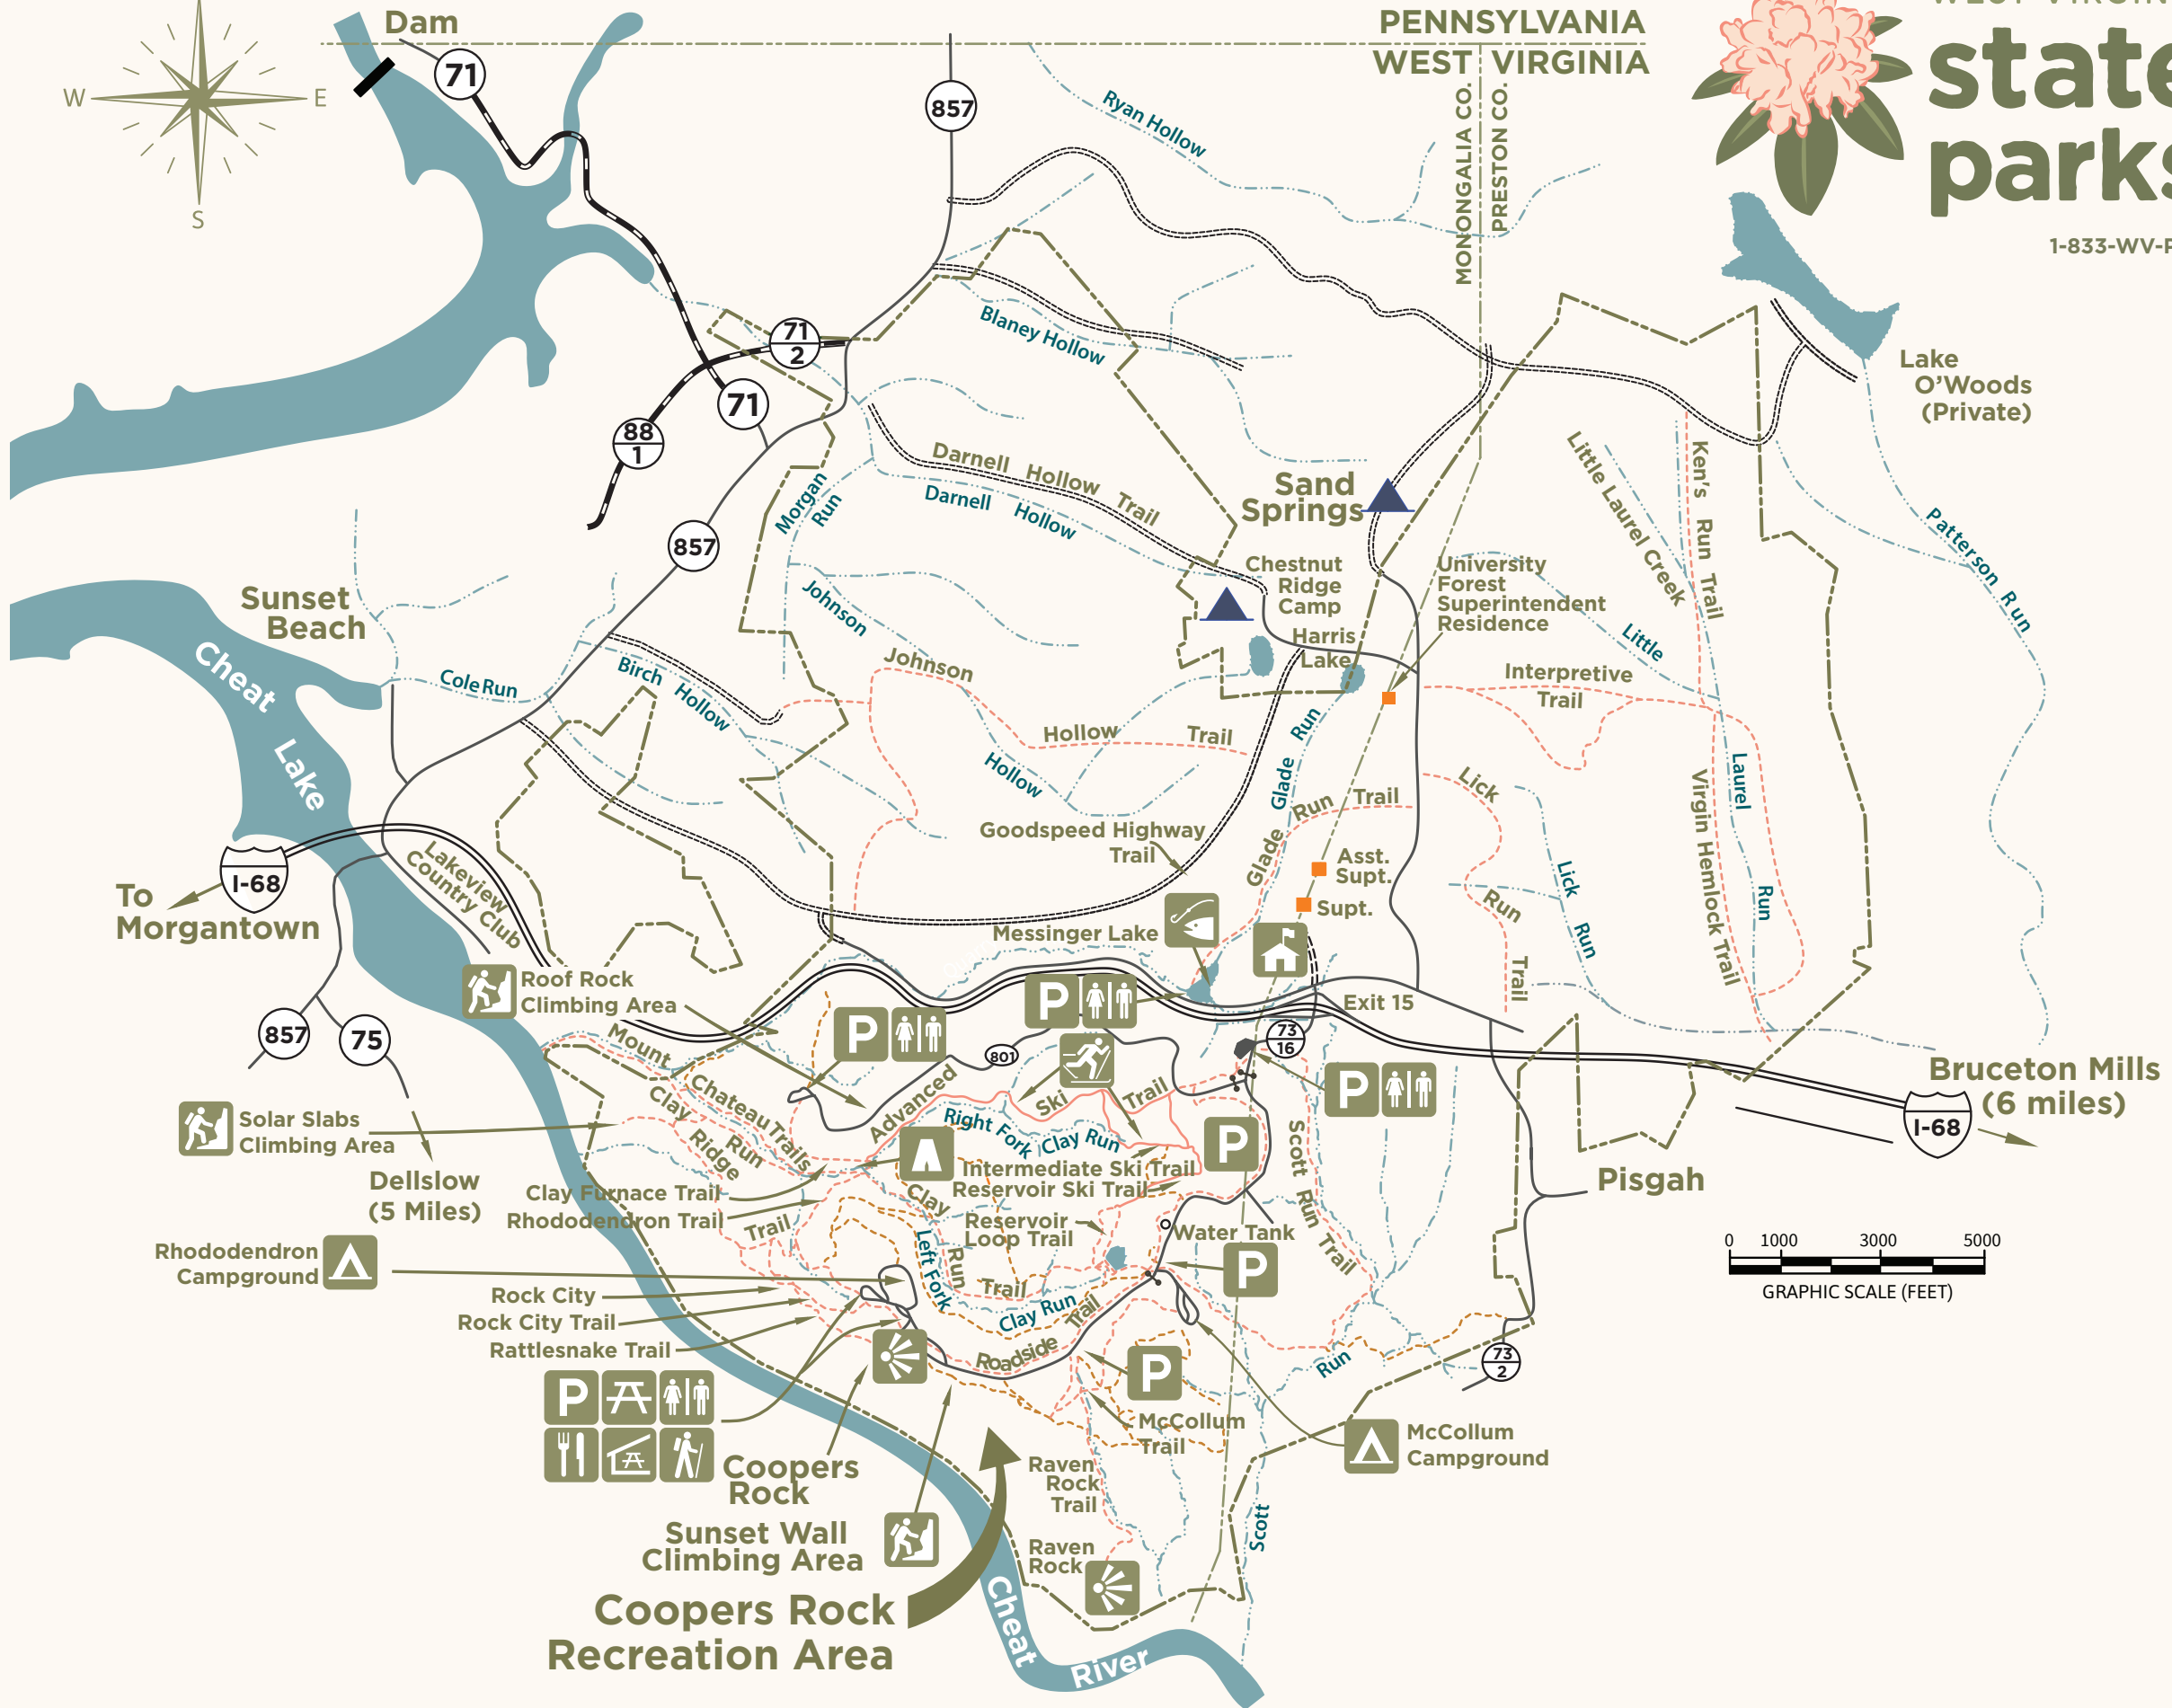 Dam
PENNSYLVANIA
WEST VIRGINIA
MONONGALIA CO.
PRESTON CO.
state
parks
1-833-WV-P
W
E
S
71
857
Ryan Hollow
Blaney Hollow
71
2
71
88
1
Lake
O'Woods
(Private)
Darnell Hollow Trail
Darnell Hollow
Morgan
Run
Sand
Springs
Little Laurel Creek
Ken's Run Trail
Patterson Run
857
Chestnut
Ridge
Camp
University
Forest
Superintendent
Residence
Sunset
Beach
Johnson
Harris
Lake
Little
Cheat
Lake
Cole Run
Birch Hollow
Johnson
Hollow Trail
Hollow
Interpretive
Trail
Glade Run
Laurel
Run
Virgin Hemlock Trail
Glade Run Trail
Lick
Run
Trail
Lick
Run
Goodspeed Highway
Trail
Asst.
Supt.
Supt.
I-68
To
Morgantown
Lakeview
Country Club
Messinger Lake
Roof Rock
Climbing Area
P
P
Exit 15
73
16
801
857
75
Mount
Chateau Trails
Clay Run
Ridge
Trail
Advanced
Ski
Trail
P
Bruceton Mills
(6 miles)
I-68
Solar Slabs
Climbing Area
Right Fork
Clay Run
P
Scott Run Trail
Intermediate Ski Trail
Reservoir Ski Trail
Dellslow
(5 Miles)
Pisgah
Clay Furnace Trail
Rhododendron Trail
Clay
Run
Trail
Left Fork
Clay Run
Reservoir
Loop Trail
Water Tank
P
0 1000 3000 5000
GRAPHIC SCALE (FEET)
Rhododendron
Campground
Rock City
Rock City Trail
Rattlesnake Trail
Roadside Trail
P
Run
73
2
P
McCollum
Trail
McCollum
Campground
Coopers
Rock
Raven
Rock
Trail
Scott
Sunset Wall
Climbing Area
Raven
Rock
Coopers Rock
Recreation Area
Cheat
River